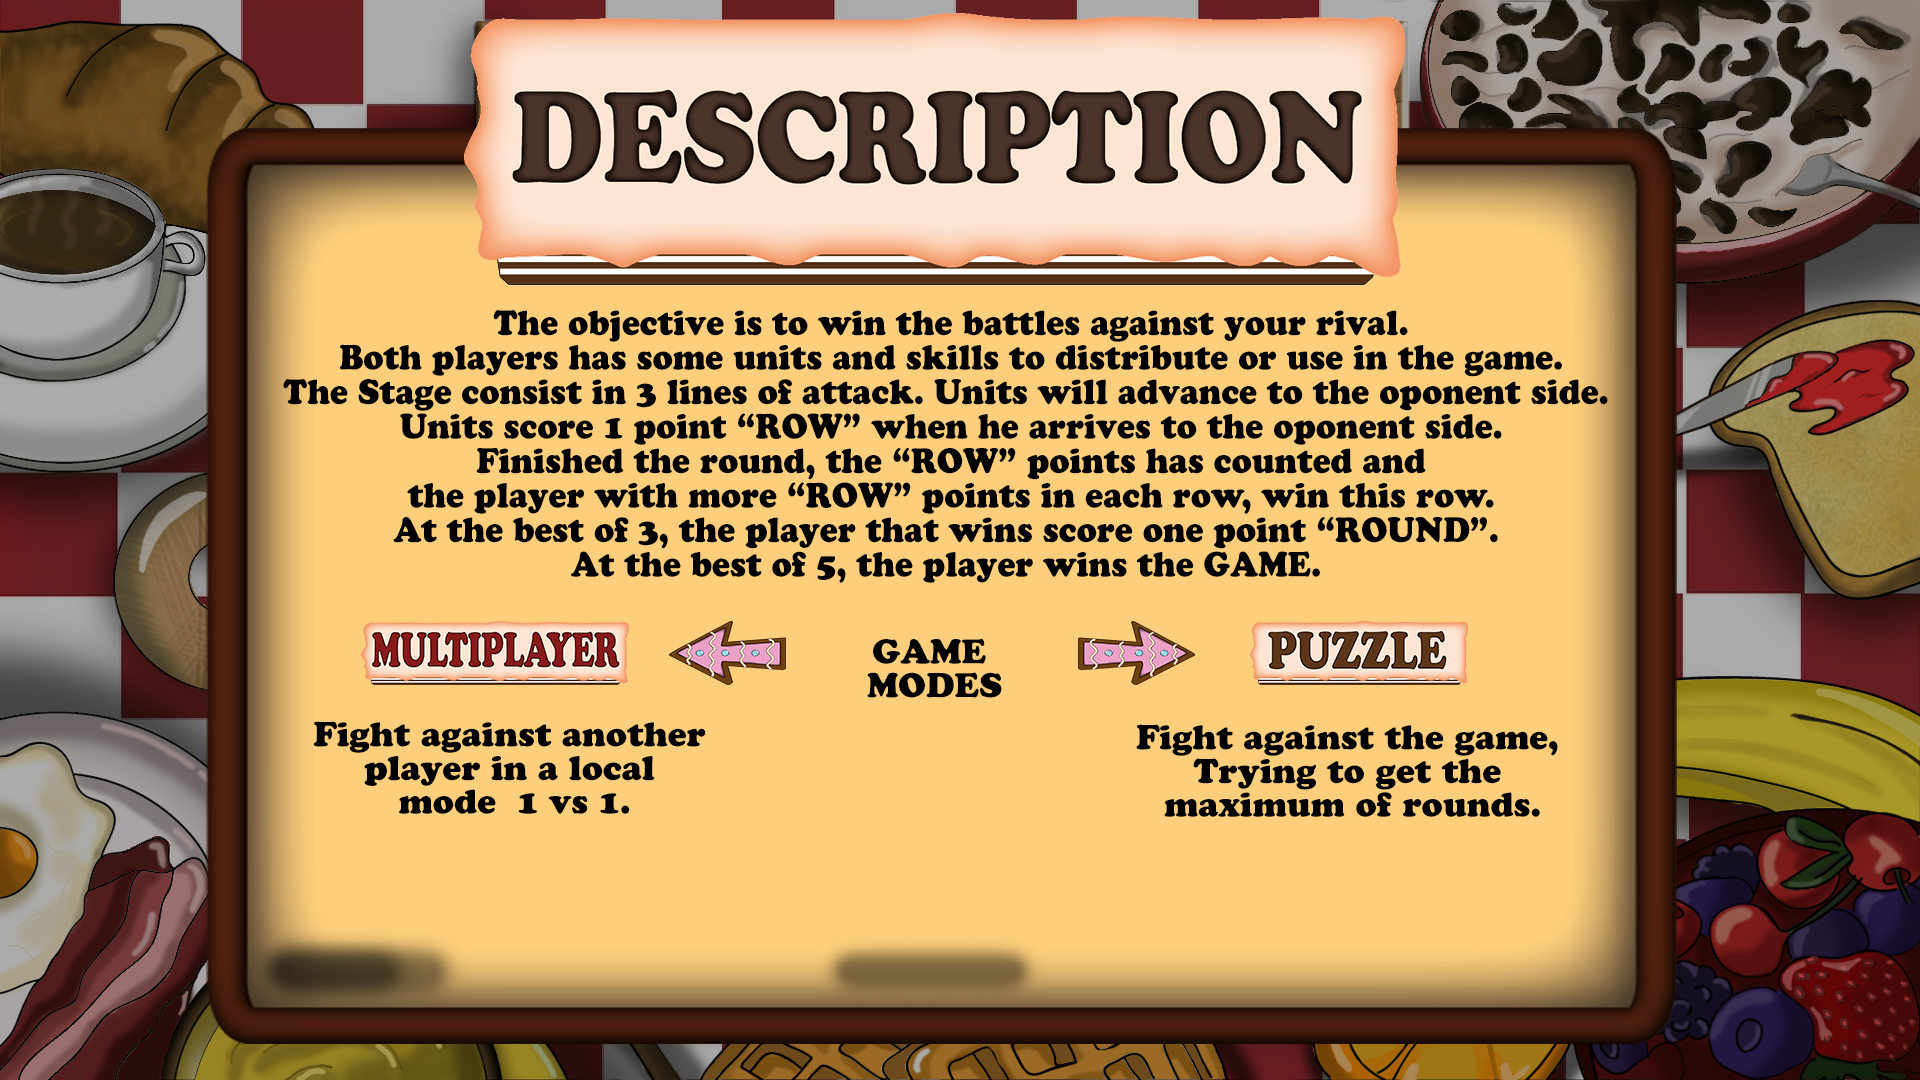 DESCRIPTION
The objective is to win the battles against your rival.
Both players has some units and skills to distribute or use in the game.
The Stage consist in 3 lines of attack. Units will advance to the oponent side.
Units score 1 point “ROW” when he arrives to the oponent side.
Finished the round, the “ROW” points has counted and
the player with more “ROW” points in each row, win this row.
At the best of 3, the player that wins score one point “ROUND”.
At the best of 5, the player wins the GAME.
MULTIPLAYER
GAME
MODES
PUZZLE
Fight against another
player in a local
mode 1 vs 1.
Fight against the game,
Trying to get the
maximum of rounds.